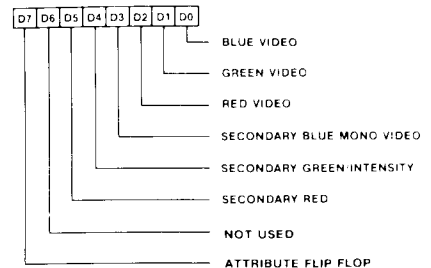 D7 D6 D5 D4 D3 D2 D1 D0
BLUE VIDEO
GREEN VIDEO
RED VIDEO
SECONDARY BLUE MONO VIDEO
SECONDARY GREEN/INTENSITY
SECONDARY RED
NOT USED
ATTRIBUTE FLIP FLOP